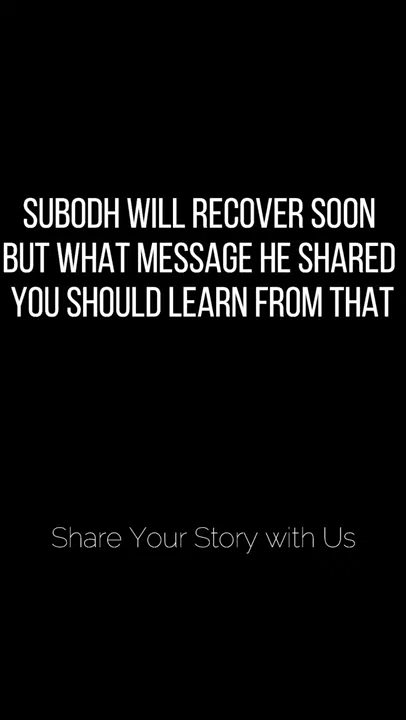 SUBODH WILL RECOVER SOON
BUT WHAT MESSAGE HE SHARED
YOU SHOULD LEARN FROM THAT
Share Your Story with Us